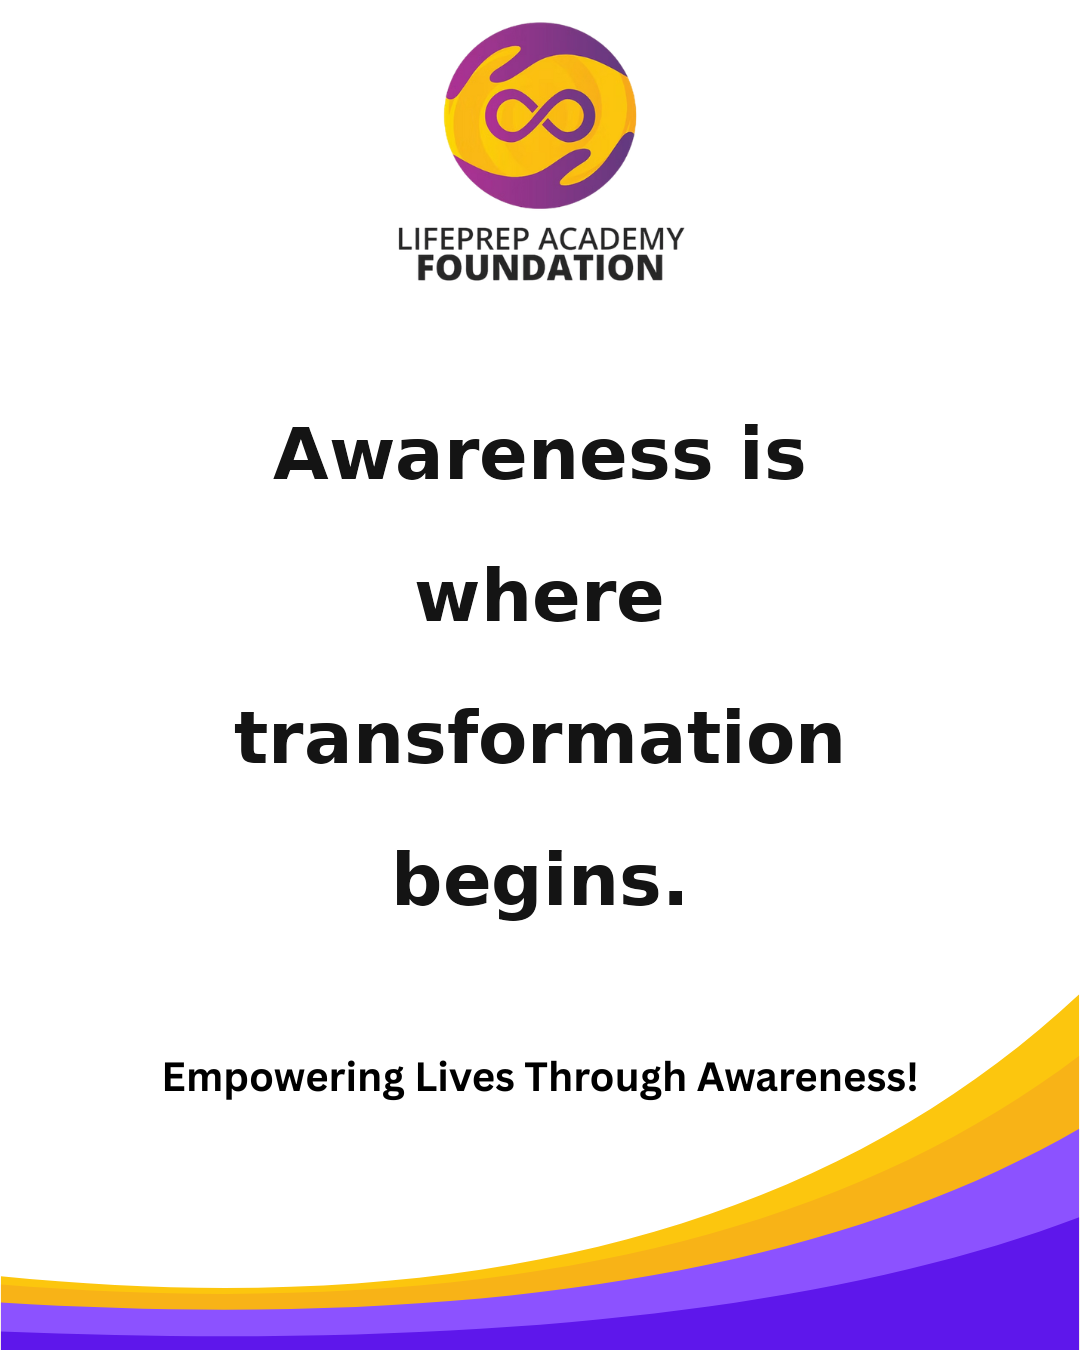 LIFEPREP ACADEMY
FOUNDATION
Awareness is
where
transformation
begins.
Empowering Lives Through Awareness!